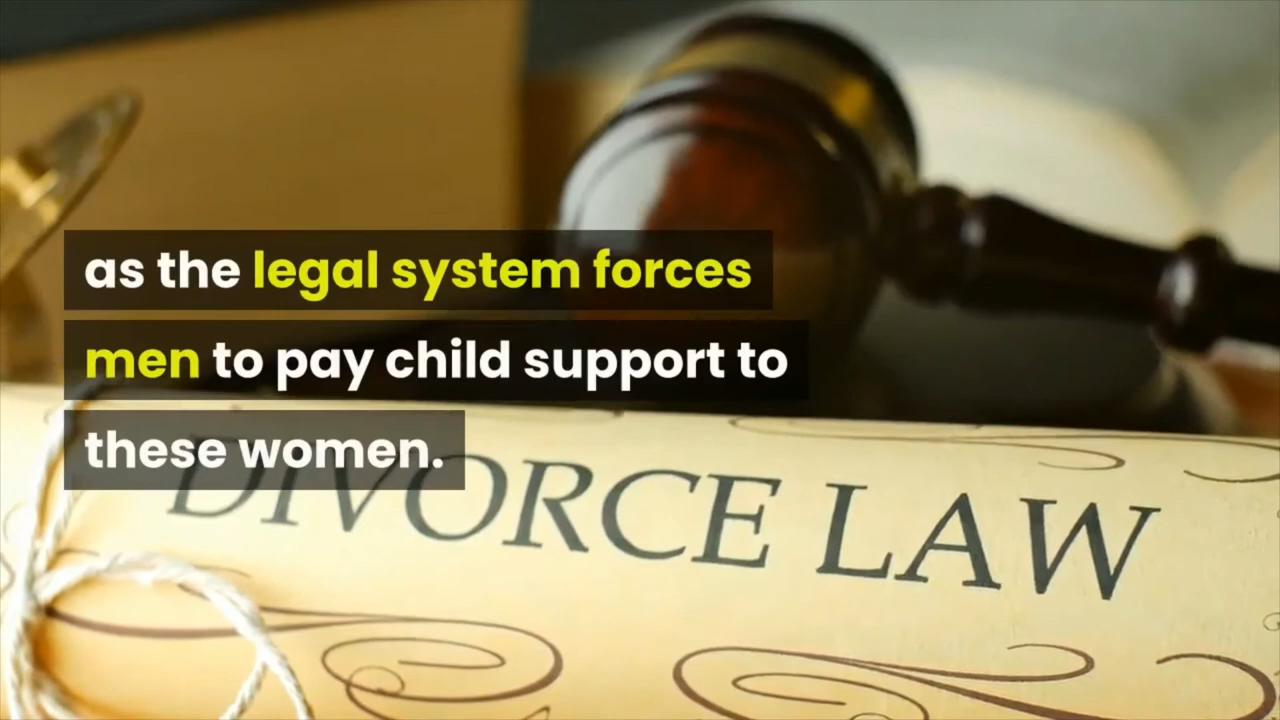 as the legal system forces
men to pay child support to
these women.
DIVORCE LAW